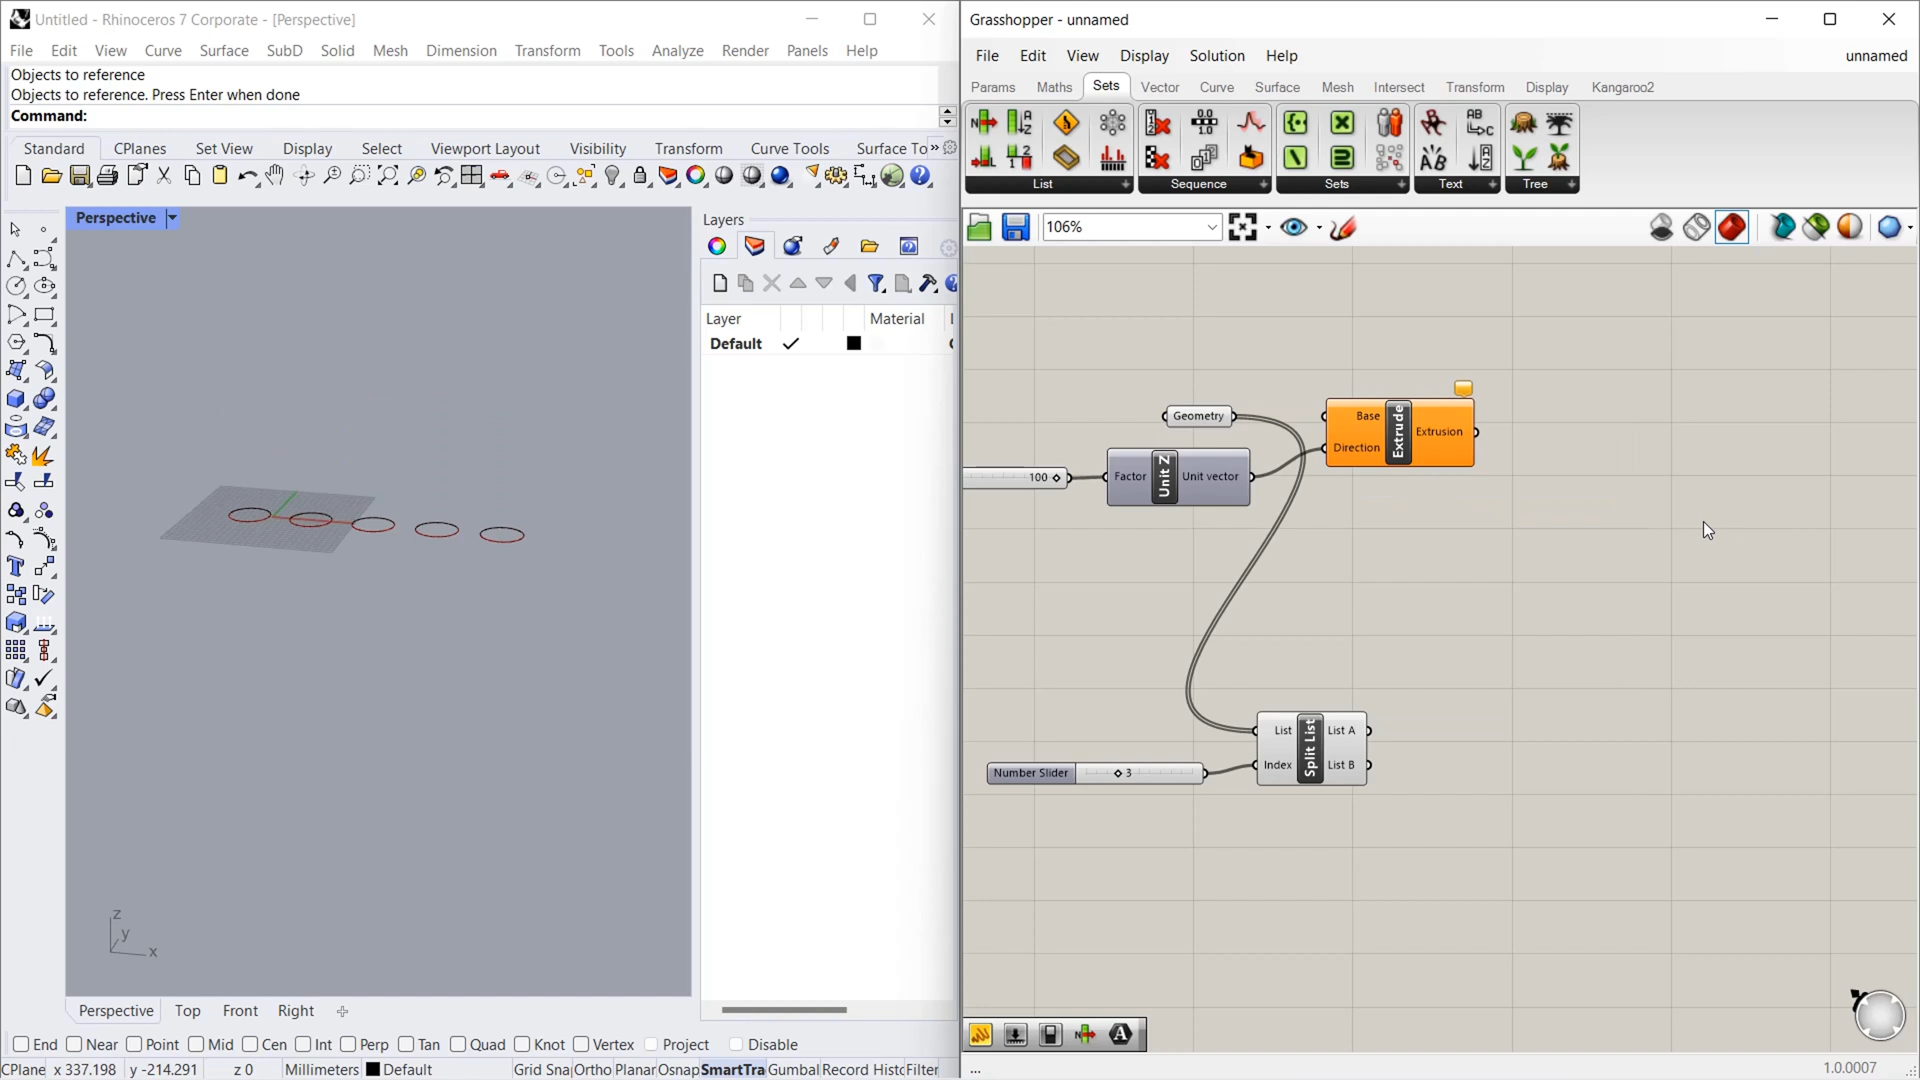 Untitled - Rhinoceros 7 Corporate - [Perspective]
File Edit View Curve Surface SubD Solid Mesh Dimension Transform Tools Analyze Render Panels Help
Objects to reference
Objects to reference. Press Enter when done
Command:
Standard CPlanes Set View Display Select Viewport Layout Visibility Transform Curve Tools Surface To »
Perspective
Layers
Layer Material
Default
z
y
x
Perspective Top Front Right
End Near Point Mid Cen Int Perp Tan Quad Knot Vertex Project Disable
CPlane x 337.198 y -214.291 z 0 Millimeters Default Grid Sna Ortho Planar Osnap SmartTra Gumbal Record Histo Filter
Grasshopper - unnamed
File Edit View Display Solution Help unnamed
Params Maths Sets Vector Curve Surface Mesh Intersect Transform Display Kangaroo2
List Sequence Sets Text Tree
106%
Geometry
Base
Direction
Extrude
Extrusion
100
Factor
Unit Z
Unit vector
List
Index
Split List
List A
List B
Number Slider 3
...
1.0.0007